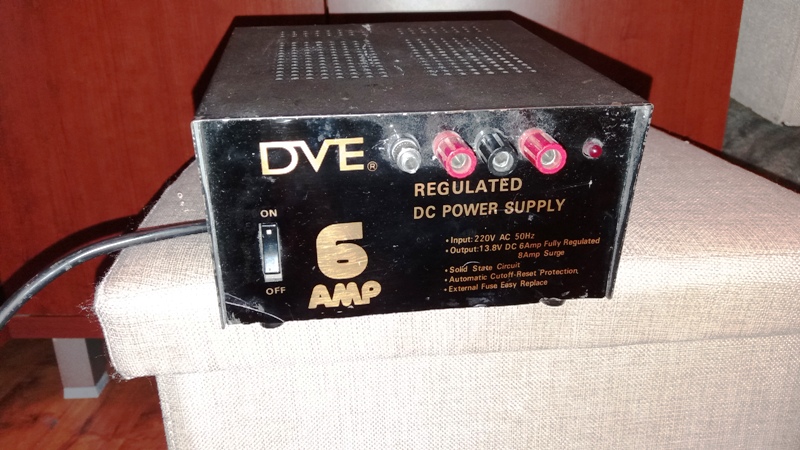 DVE®
REGULATED
DC POWER SUPPLY
ON
OFF
6
AMP
• Input: 220V AC 50Hz
• Output: 13.8V DC 6Amp Fully Regulated
8Amp Surge
• Solid State Circuit
• Automatic Cutoff-Reset Protection.
• External Fuse Easy Replace